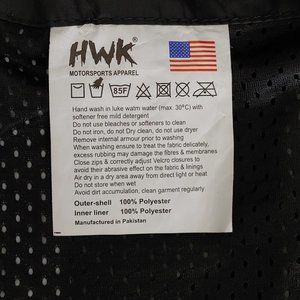 HWK
MOTORSPORTS APPAREL
85F
Hand wash in luke watm water (max. 30°C) with
softener free mild detergent
Do not use bleaches or softeners to clean
Do not iron, do not Dry clean, do not use dryer
Remove internal armour prior to washing
When washing ensure to treat the fabric delicately,
excess rubbing may damage the fibres & membranes
Close zips & correctly adjust Velcro closures to
avoid their abrasive effect on the fabric & linings
Air dry in a dry area away from direct light or heat
Do not store when wet
Avoid dirt accumulation, clean garment regularly
Outer-shell 100% Polyester
Inner liner 100% Polyester
Manufactured in Pakistan